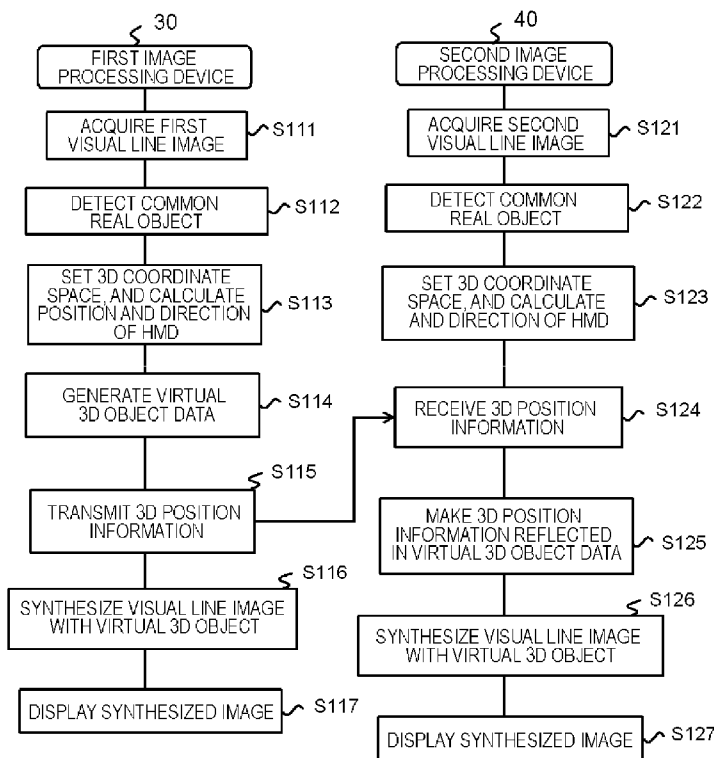 30
FIRST IMAGE
PROCESSING DEVICE
ACQUIRE FIRST
VISUAL LINE IMAGE
S111
DETECT COMMON
REAL OBJECT
S112
SET 3D COORDINATE
SPACE, AND CALCULATE
POSITION AND DIRECTION
OF HMD
S113
GENERATE VIRTUAL
3D OBJECT DATA
S114
TRANSMIT 3D POSITION
INFORMATION
S115
SYNTHESIZE VISUAL LINE IMAGE
WITH VIRTUAL 3D OBJECT
S116
DISPLAY SYNTHESIZED IMAGE
S117
40
SECOND IMAGE
PROCESSING DEVICE
ACQUIRE SECOND
VISUAL LINE IMAGE
S121
DETECT COMMON
REAL OBJECT
S122
SET 3D COORDINATE
SPACE, AND CALCULATE
AND DIRECTION OF HMD
S123
RECEIVE 3D POSITION
INFORMATION
S124
MAKE 3D POSITION
INFORMATION REFLECTED
IN VIRTUAL 3D OBJECT DATA
S125
SYNTHESIZE VISUAL LINE IMAGE
WITH VIRTUAL 3D OBJECT
S126
DISPLAY SYNTHESIZED IMAGE
S127